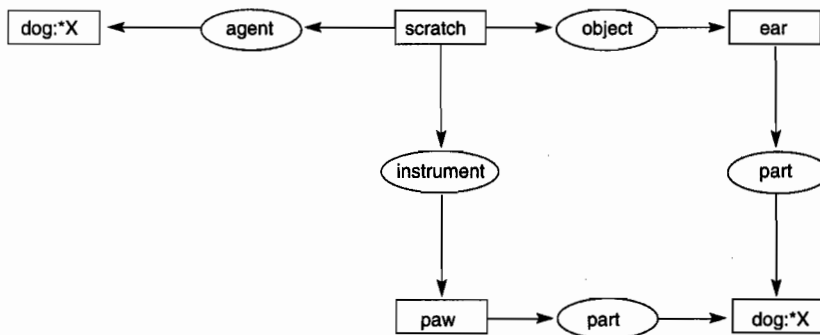 dog:*X agent scratch object ear
instrument part
paw part dog:*X